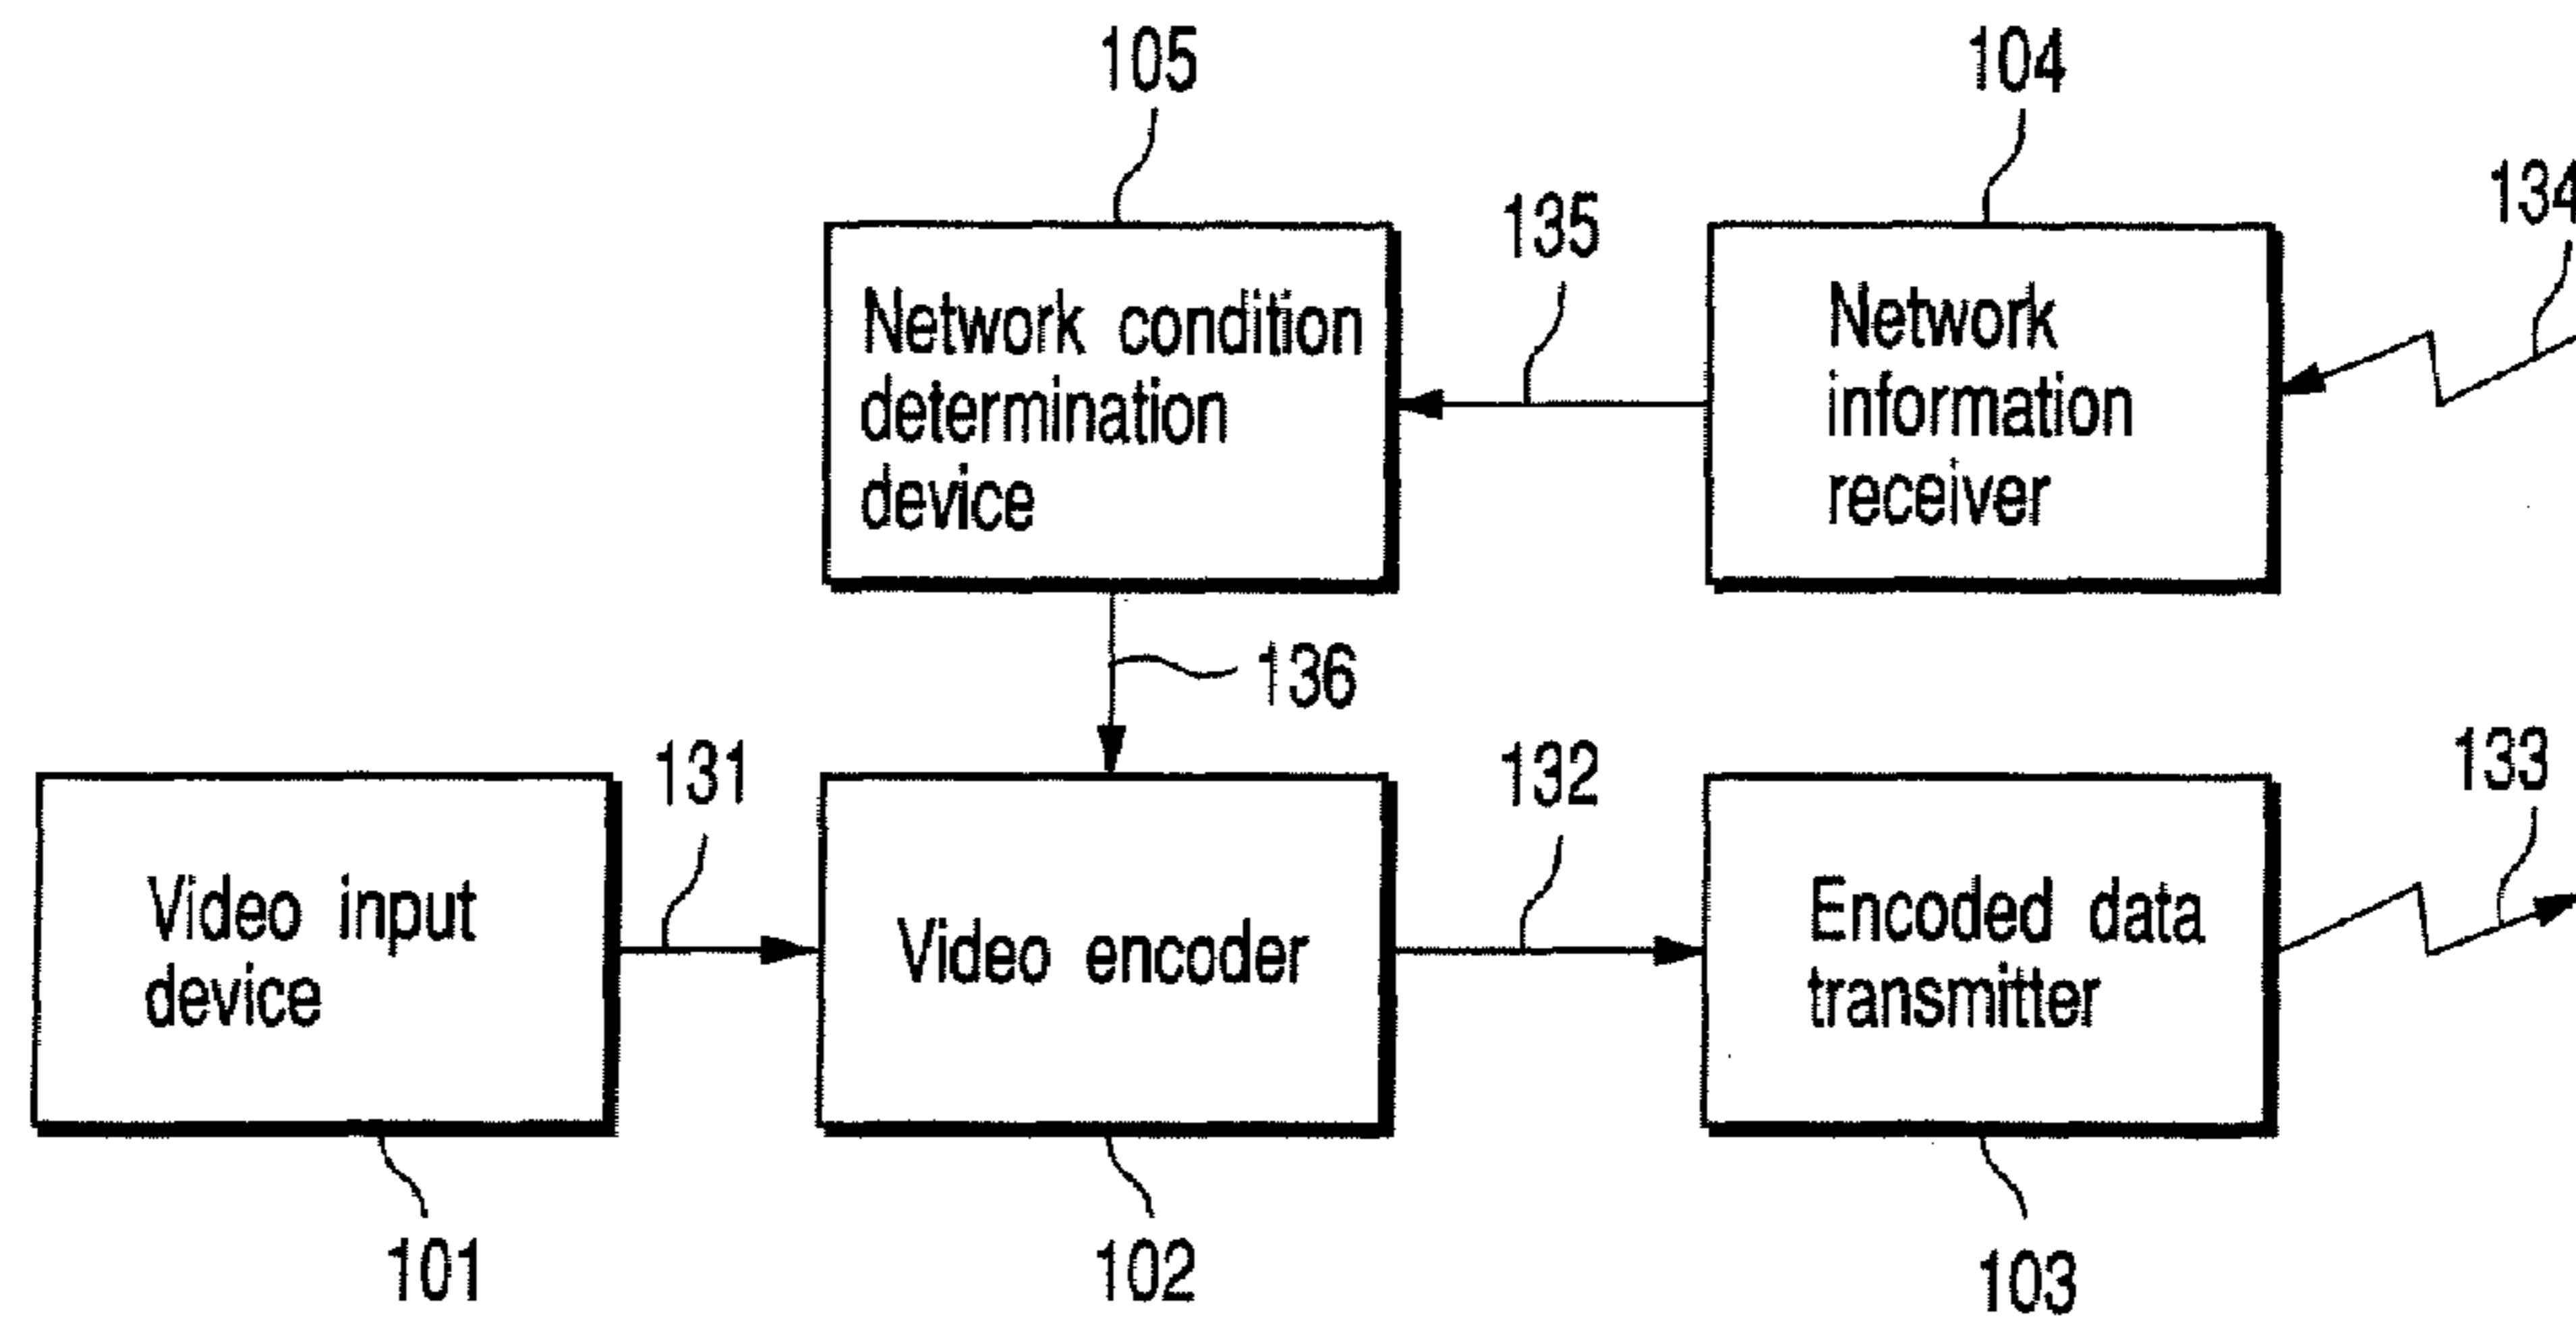 105
104
134
135
Network condition
determination
device
Network
information
receiver
136
131
132
133
Video input
device
Video encoder
Encoded data
transmitter
101
102
103